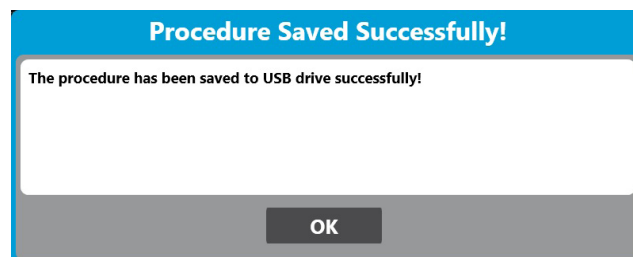 Procedure Saved Successfully!
The procedure has been saved to USB drive successfully!
OK